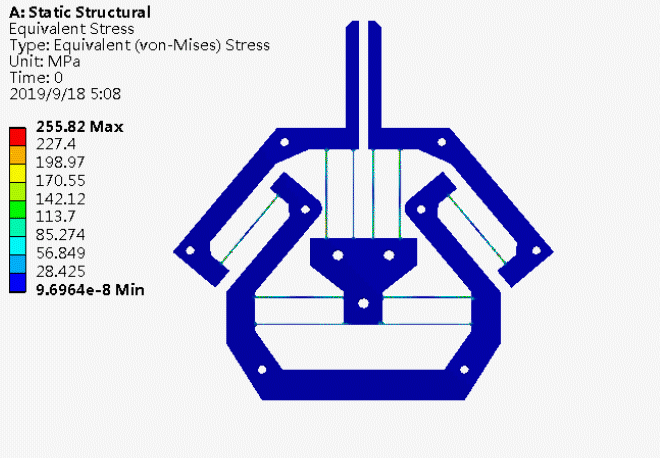 A: Static Structural
Equivalent Stress
Type: Equivalent (von-Mises) Stress
Unit: MPa
Time: 0
2019/9/18 5:08
255.82 Max
227.4
198.97
170.55
142.12
113.7
85.274
56.849
28.425
9.6964e-8 Min